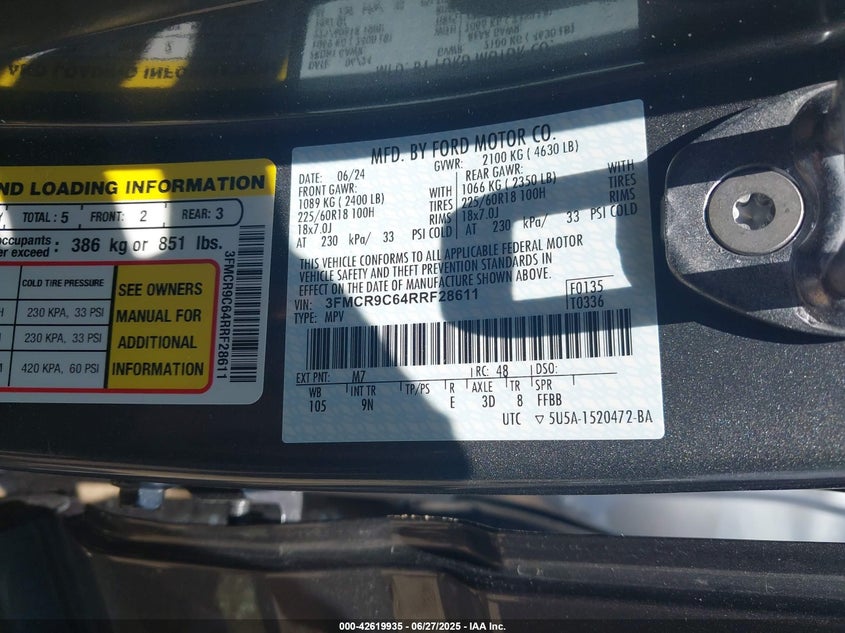 ND LOADING INFORMATION
TOTAL : 5 FRONT: 2 REAR: 3
occupants 386 kg or 851 lbs.
er exceed :
COLD TIRE PRESSURE
230 KPA, 33 PSI
230 KPA, 33 PSI
420 KPA, 60 PSI
SEE OWNERS
MANUAL FOR
ADDITIONAL
INFORMATION
3FMCR9C64RRF28611
MFD. BY FORD MOTOR CO.
DATE: 06/24 GVWR: 2100 KG ( 4630 LB)
FRONT GAWR: WITH REAR GAWR: WITH
1089 KG ( 2400 LB) TIRES 1066 KG ( 2350 LB) TIRES
225/60R18 100H RIMS 225/60R18 100H RIMS
18x7.0J 18x7.0J
AT 230 kPa/ 33 PSI COLD AT 230 kPa/ 33 PSI COLD
THIS VEHICLE CONFORMS TO ALL APPLICABLE FEDERAL MOTOR
VEHICLE SAFETY AND THEFT PREVENTION STANDARDS IN
EFFECT ON THE DATE OF MANUFACTURE SHOWN ABOVE.
VIN: 3FMCR9C64RRF28611 F0135
TYPE: MPV T0336
EXT PNT: M7 RC: 48 DSO:
WB INT TR TP/PS R AXLE TR SPR
105 9N E 3D 8 FFBB
UTC ▽ 5U5A-1520472-BA
000-42619935 - 06/27/2025 - IAA Inc.